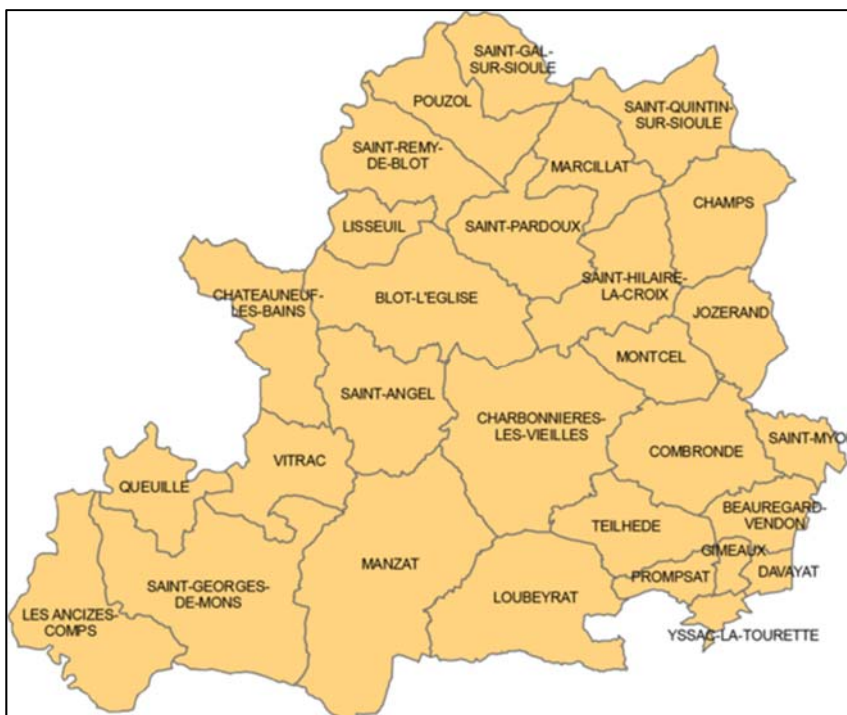 SAINT-GAL-
SUR-SIOULE
POUZOL
SAINT-QUINTIN-
SUR-SIOULE
SAINT-REMY-
DE-BLOT
MARCILLAT
CHAMPS
LISSEUIL
SAINT-PARDOUX
SAINT-HILAIRE-
LA-CROIX
CHATEAUNEUF-
LES-BAINS
BLOT-L'EGLISE
JOZERAND
MONTCEL
SAINT-ANGEL
CHARBONNIERES-
LES-VIEILLES
COMBRONDE
SAINT-MYO
VITRAC
QUEUILLE
BEAUREGARD-
VENDON
TEILHEDE
GIMEAUX
MANZAT
PROMPSAT
DAVAYAT
SAINT-GEORGES-
DE-MONS
LOUBEYRAT
LES ANCIZES-
COMPS
YSSAC-LA-TOURETTE